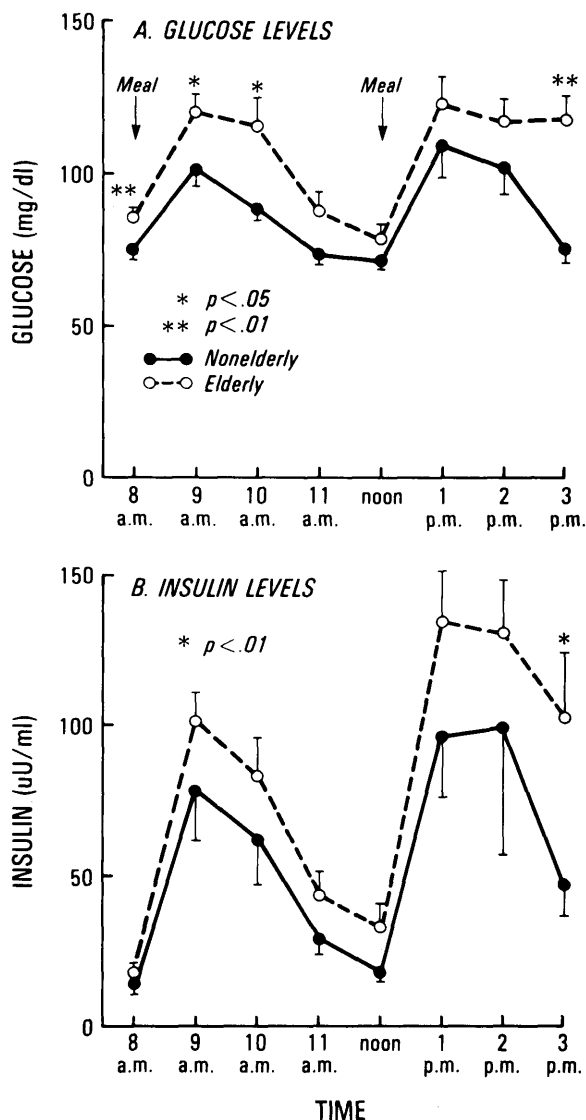 A. GLUCOSE LEVELS
Meal
*
*
Meal
**
**
* p<.05
** p<.01
Nonelderly
Elderly
GLUCOSE (mg/dl)
150
100
50
0
8 9 10 11 noon 1 2 3
a.m. a.m. a.m. a.m. p.m. p.m. p.m.
B. INSULIN LEVELS
* p<.01
*
INSULIN (uU/ml)
150
100
50
0
8 9 10 11 noon 1 2 3
a.m. a.m. a.m. a.m. p.m. p.m. p.m.
TIME